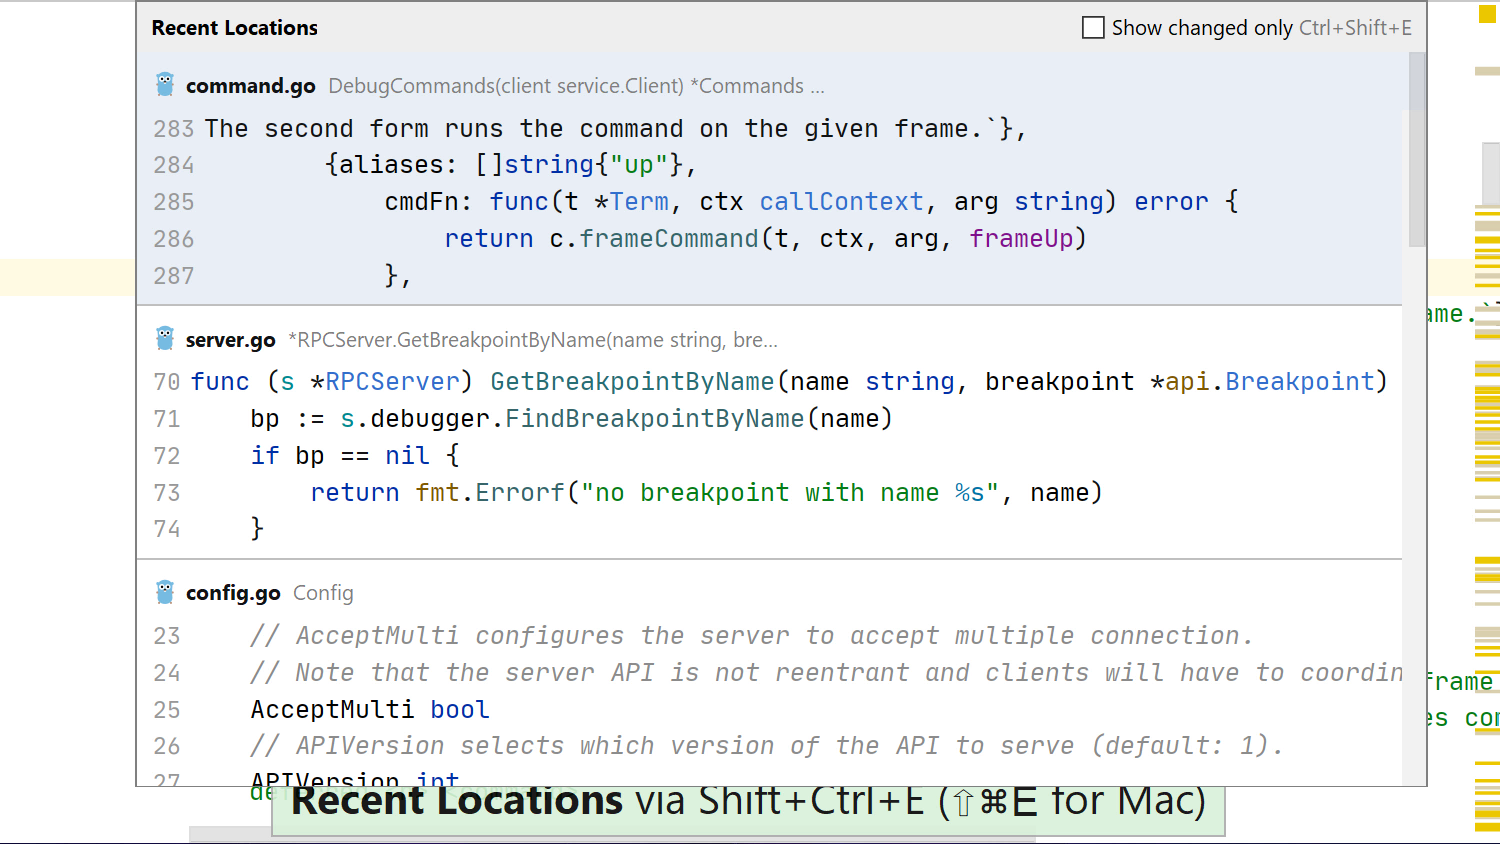 Recent Locations
Show changed only Ctrl+Shift+E
command.go DebugCommands(client service.Client) *Commands ...
283 The second form runs the command on the given frame.`},
284 {aliases: []string{"up"},
285 cmdFn: func(t *Term, ctx callContext, arg string) error {
286 return c.frameCommand(t, ctx, arg, frameUp)
287 },
ame.`
server.go *RPCServer.GetBreakpointByName(name string, bre...
70 func (s *RPCServer) GetBreakpointByName(name string, breakpoint *api.Breakpoint)
71 bp := s.debugger.FindBreakpointByName(name)
72 if bp == nil {
73 return fmt.Errorf("no breakpoint with name %s", name)
74 }
config.go Config
23 // AcceptMulti configures the server to accept multiple connection.
24 // Note that the server API is not reentrant and clients will have to coordin
frame
25 AcceptMulti bool
es com
26 // APIVersion selects which version of the API to serve (default: 1).
27 APIVersion int
Recent Locations via Shift+Ctrl+E (⇧⌘E for Mac)